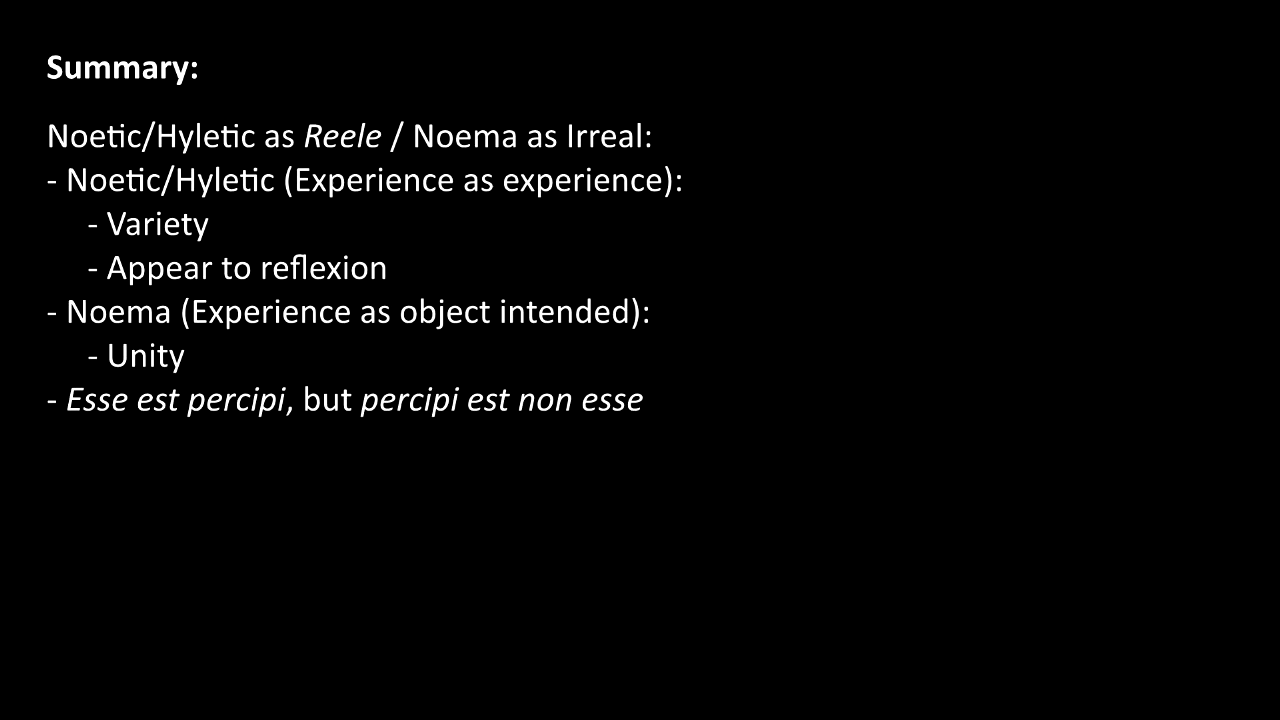 Summary:
Noetic/Hyletic as Reele / Noema as Irreal:
- Noetic/Hyletic (Experience as experience):
- Variety
- Appear to reflexion
- Noema (Experience as object intended):
- Unity
- Esse est percipi, but percipi est non esse